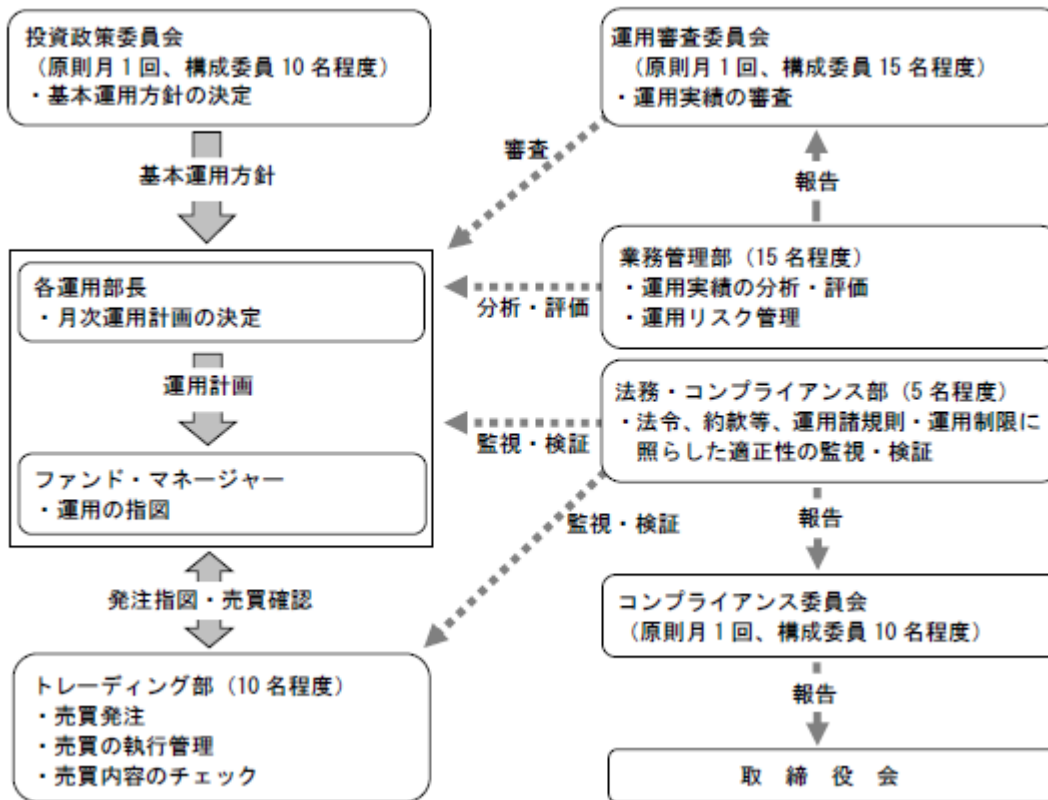 投資政策委員会
（原則月１回、構成委員 10 名程度）
・基本運用方針の決定
基本運用方針
各運用部長
・月次運用計画の決定
運用計画
ファンド・マネージャー
・運用の指図
発注指図・売買確認
トレーディング部（10 名程度）
・売買発注
・売買の執行管理
・売買内容のチェック
運用審査委員会
（原則月１回、構成委員 15 名程度）
・運用実績の審査
審査
報告
業務管理部（15 名程度）
・運用実績の分析・評価
・運用リスク管理
分析・評価
法務・コンプライアンス部（5 名程度）
・法令、約款等、運用諸規則・運用制限に
照らした適正性の監視・検証
監視・検証
監視・検証
報告
コンプライアンス委員会
（原則月１回、構成委員 10 名程度）
報告
取　締　役　会